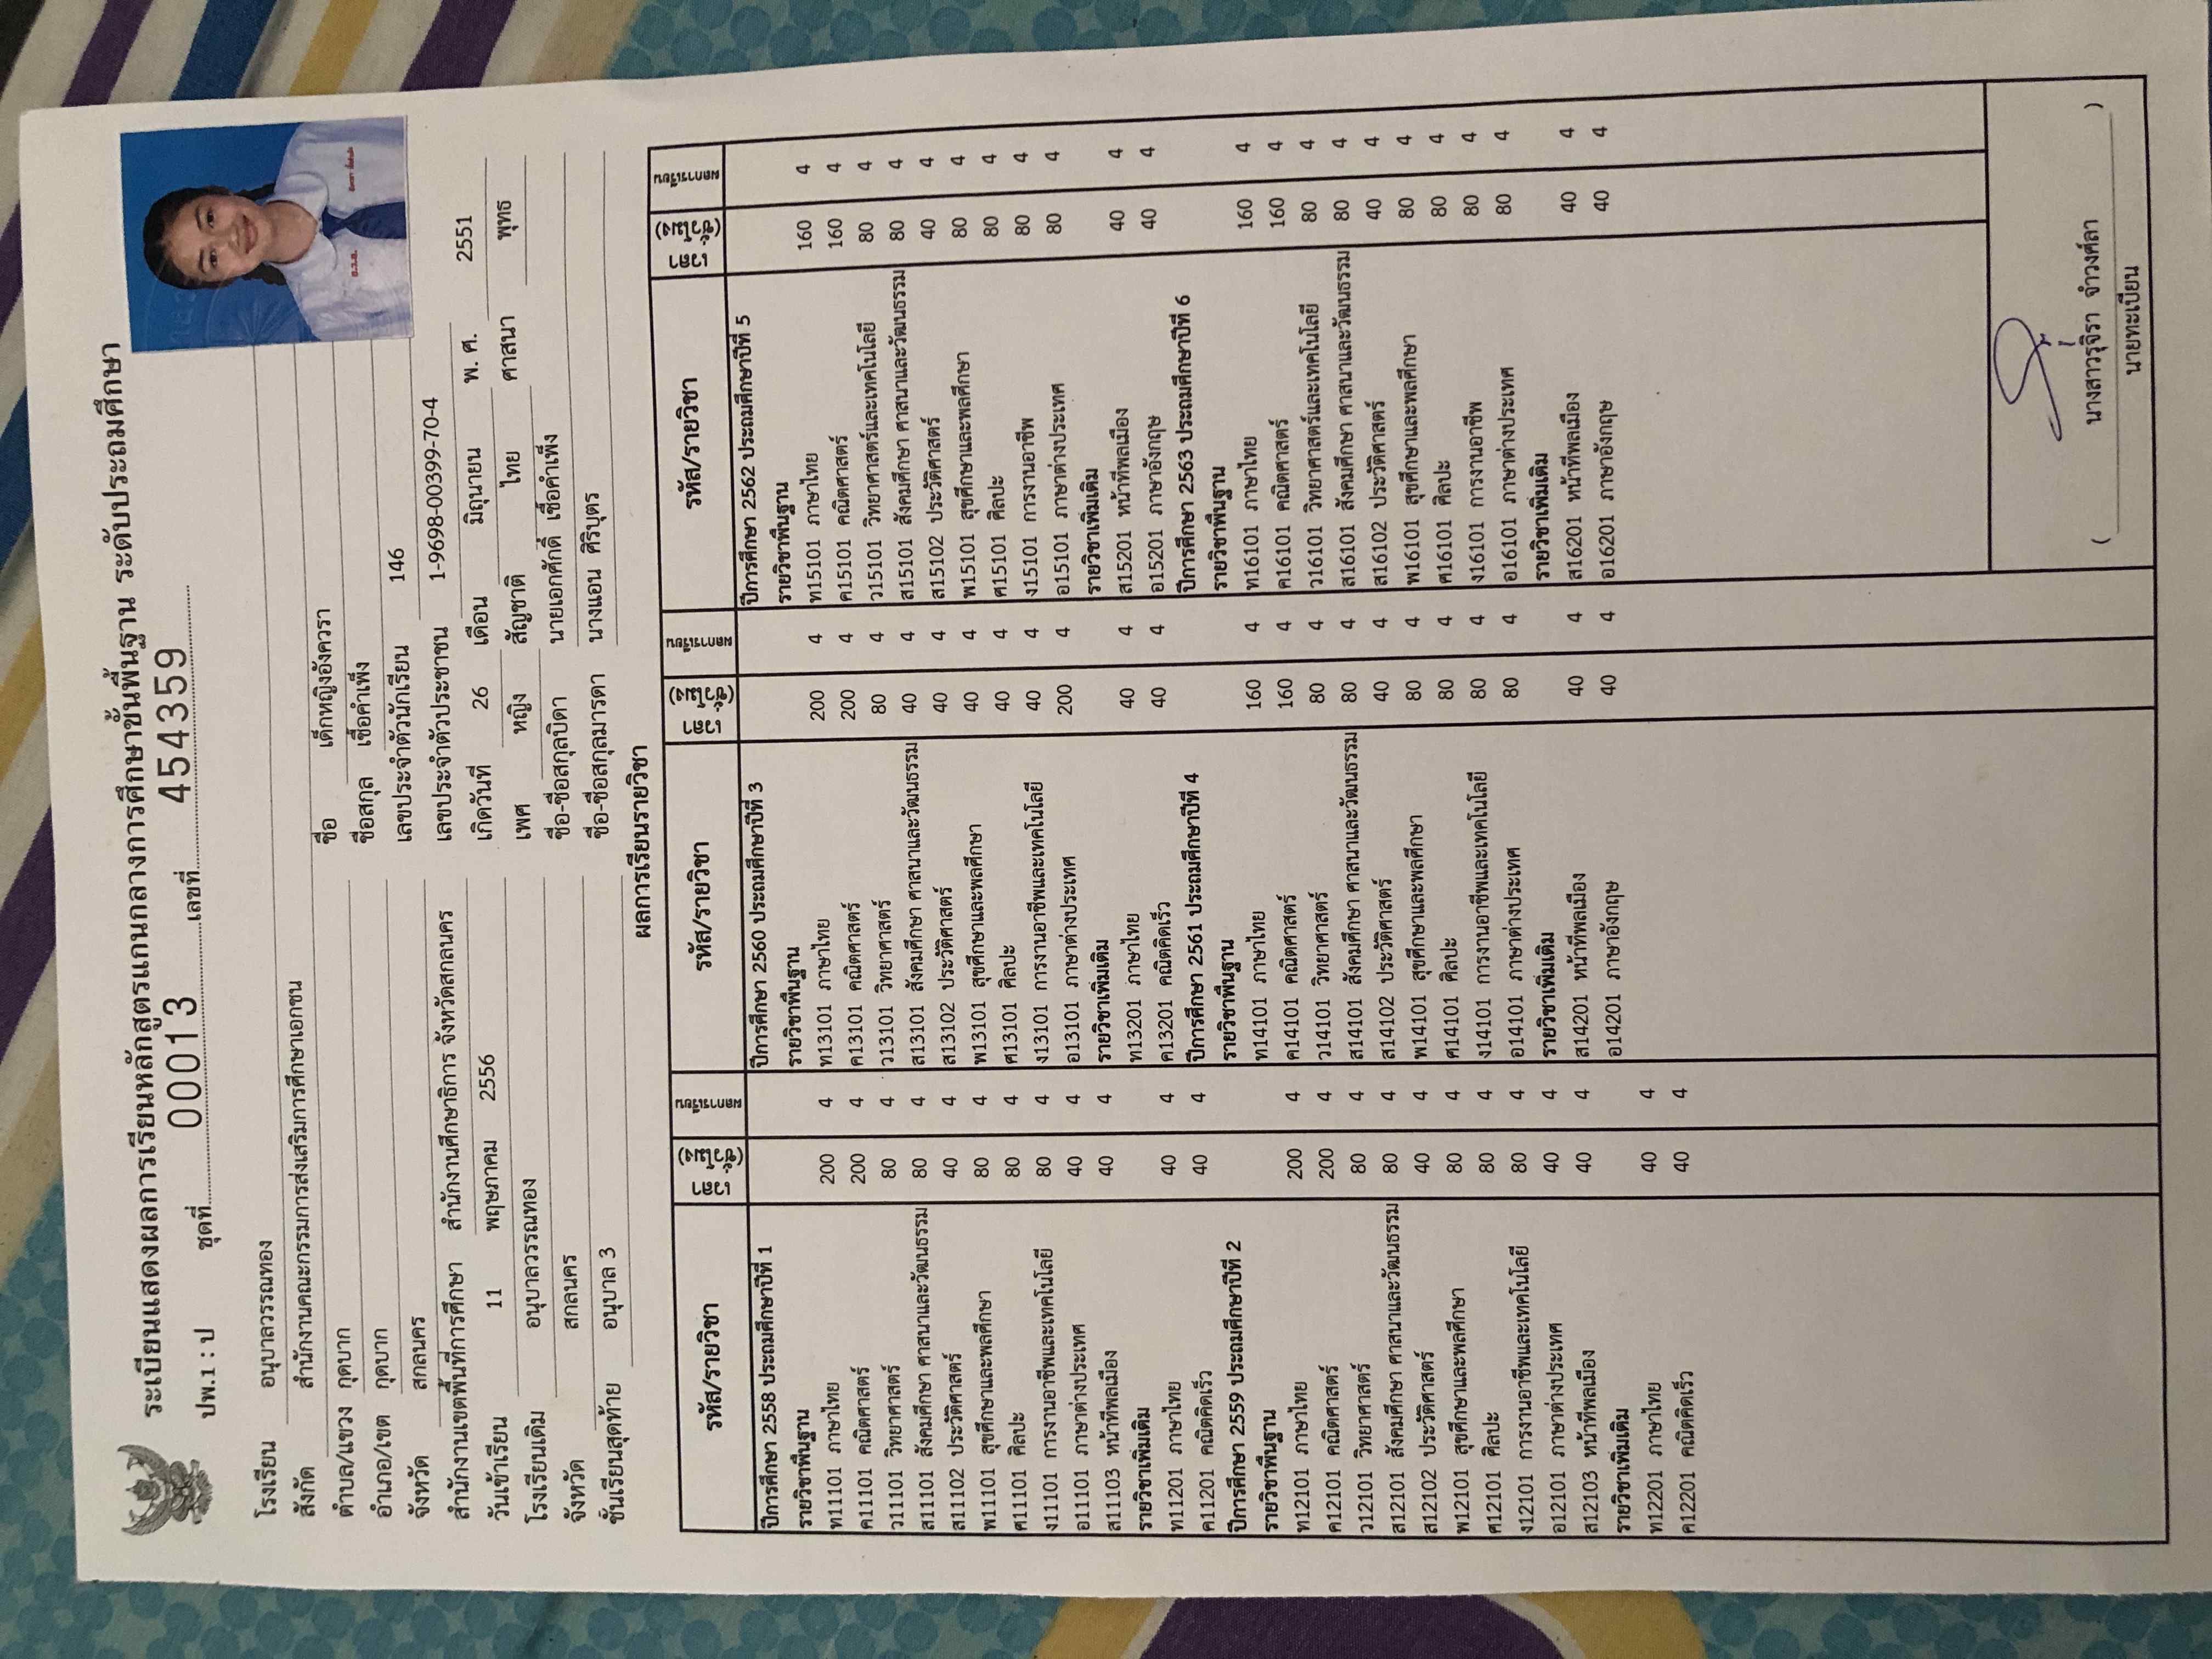 ระเบียนแสดงผลการเรียนหลักสูตรแกนกลางการศึกษาขั้นพื้นฐาน ระดับประถมศึกษา
ปพ.1 : ป ชุดที่ 00013 เลขที่ 454359
โรงเรียน อนุบาลวรรณทอง
สังกัด สำนักงานคณะกรรมการส่งเสริมการศึกษาเอกชน
ตำบล/แขวง กุดบาก
อำเภอ/เขต กุดบาก
จังหวัด สกลนคร
สำนักงานเขตพื้นที่การศึกษา สำนักงานศึกษาธิการ จังหวัดสกลนคร
วันเข้าเรียน 11 พฤษภาคม 2556
โรงเรียนเดิม อนุบาลวรรณทอง
จังหวัด สกลนคร
ชั้นเรียนสุดท้าย อนุบาล 3
ชื่อ เด็กหญิงอังควรา
ชื่อสกุล เชื้อคำเพ็ง
เลขประจำตัวนักเรียน 146
เลขประจำตัวประชาชน 1-9698-00399-70-4
เกิดวันที่ 26 เดือน มิถุนายน พ. ศ. 2551
เพศ หญิง สัญชาติ ไทย ศาสนา พุทธ
ชื่อ-ชื่อสกุลบิดา นายเอกศักดิ์ เชื้อคำเพ็ง
ชื่อ-ชื่อสกุลมารดา นางแอน ศิริบุตร
ผลการเรียนรายวิชา
รหัส/รายวิชา เวลา (ชั่วโมง) ผลการเรียน
ปีการศึกษา 2558 ประถมศึกษาปีที่ 1
รายวิชาพื้นฐาน
ท11101 ภาษาไทย 200 4
ค11101 คณิตศาสตร์ 200 4
ว11101 วิทยาศาสตร์ 80 4
ส11101 สังคมศึกษา ศาสนาและวัฒนธรรม 80 4
ส11102 ประวัติศาสตร์ 40 4
พ11101 สุขศึกษาและพลศึกษา 80 4
ศ11101 ศิลปะ 80 4
ง11101 การงานอาชีพและเทคโนโลยี 80 4
อ11101 ภาษาต่างประเทศ 40 4
ส11103 หน้าที่พลเมือง 40 4
รายวิชาเพิ่มเติม
ท11201 ภาษาไทย 40 4
ค11201 คณิตคิดเร็ว 40 4
ปีการศึกษา 2559 ประถมศึกษาปีที่ 2
รายวิชาพื้นฐาน
ท12101 ภาษาไทย 200 4
ค12101 คณิตศาสตร์ 200 4
ว12101 วิทยาศาสตร์ 80 4
ส12101 สังคมศึกษา ศาสนาและวัฒนธรรม 80 4
ส12102 ประวัติศาสตร์ 40 4
พ12101 สุขศึกษาและพลศึกษา 80 4
ศ12101 ศิลปะ 80 4
ง12101 การงานอาชีพและเทคโนโลยี 80 4
อ12101 ภาษาต่างประเทศ 40 4
ส12103 หน้าที่พลเมือง 40 4
รายวิชาเพิ่มเติม
ท12201 ภาษาไทย 40 4
ค12201 คณิตคิดเร็ว 40 4
รหัส/รายวิชา เวลา (ชั่วโมง) ผลการเรียน
ปีการศึกษา 2560 ประถมศึกษาปีที่ 3
รายวิชาพื้นฐาน
ท13101 ภาษาไทย 200 4
ค13101 คณิตศาสตร์ 200 4
ว13101 วิทยาศาสตร์ 80 4
ส13101 สังคมศึกษา ศาสนาและวัฒนธรรม 40 4
ส13102 ประวัติศาสตร์ 40 4
พ13101 สุขศึกษาและพลศึกษา 40 4
ศ13101 ศิลปะ 40 4
ง13101 การงานอาชีพและเทคโนโลยี 40 4
อ13101 ภาษาต่างประเทศ 200 4
รายวิชาเพิ่มเติม
ท13201 ภาษาไทย 40 4
ค13201 คณิตคิดเร็ว 40 4
ปีการศึกษา 2561 ประถมศึกษาปีที่ 4
รายวิชาพื้นฐาน
ท14101 ภาษาไทย 160 4
ค14101 คณิตศาสตร์ 160 4
ว14101 วิทยาศาสตร์ 80 4
ส14101 สังคมศึกษา ศาสนาและวัฒนธรรม 80 4
ส14102 ประวัติศาสตร์ 40 4
พ14101 สุขศึกษาและพลศึกษา 80 4
ศ14101 ศิลปะ 80 4
ง14101 การงานอาชีพและเทคโนโลยี 80 4
อ14101 ภาษาต่างประเทศ 80 4
รายวิชาเพิ่มเติม
ส14201 หน้าที่พลเมือง 40 4
อ14201 ภาษาอังกฤษ 40 4
รหัส/รายวิชา เวลา (ชั่วโมง) ผลการเรียน
ปีการศึกษา 2562 ประถมศึกษาปีที่ 5
รายวิชาพื้นฐาน
ท15101 ภาษาไทย 160 4
ค15101 คณิตศาสตร์ 160 4
ว15101 วิทยาศาสตร์และเทคโนโลยี 80 4
ส15101 สังคมศึกษา ศาสนาและวัฒนธรรม 80 4
ส15102 ประวัติศาสตร์ 40 4
พ15101 สุขศึกษาและพลศึกษา 80 4
ศ15101 ศิลปะ 80 4
ง15101 การงานอาชีพ 80 4
อ15101 ภาษาต่างประเทศ 80 4
รายวิชาเพิ่มเติม
ส15201 หน้าที่พลเมือง 40 4
อ15201 ภาษาอังกฤษ 40 4
ปีการศึกษา 2563 ประถมศึกษาปีที่ 6
รายวิชาพื้นฐาน
ท16101 ภาษาไทย 160 4
ค16101 คณิตศาสตร์ 160 4
ว16101 วิทยาศาสตร์และเทคโนโลยี 80 4
ส16101 สังคมศึกษา ศาสนาและวัฒนธรรม 80 4
ส16102 ประวัติศาสตร์ 40 4
พ16101 สุขศึกษาและพลศึกษา 80 4
ศ16101 ศิลปะ 80 4
ง16101 การงานอาชีพ 80 4
อ16101 ภาษาต่างประเทศ 80 4
รายวิชาเพิ่มเติม
ส16201 หน้าที่พลเมือง 40 4
อ16201 ภาษาอังกฤษ 40 4
( นางสาวรุจิรา จำวงค์ลา )
นายทะเบียน